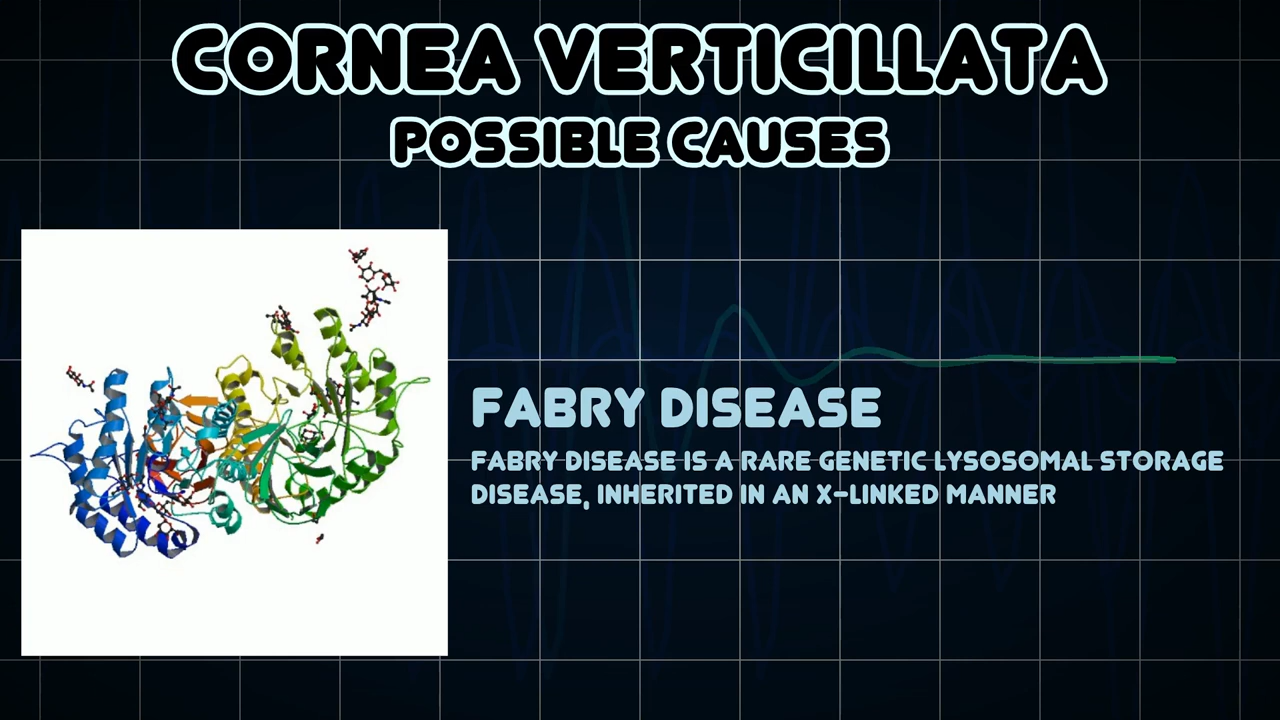 CORNEA VERTICILLATA
POSSIBLE CAUSES
FABRY DISEASE
FABRY DISEASE IS A RARE GENETIC LYSOSOMAL STORAGE
DISEASE, INHERITED IN AN X-LINKED MANNER